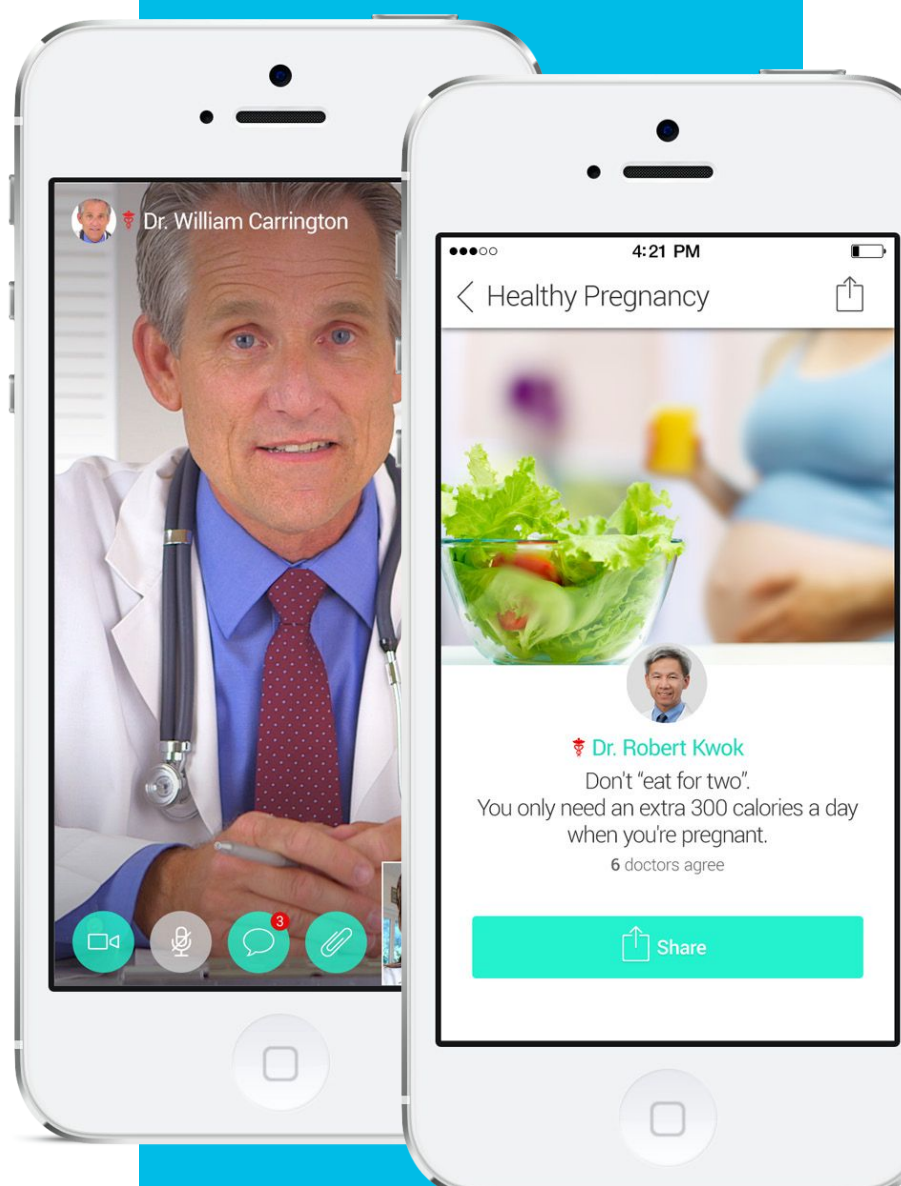 Dr. William Carrington
3
4:21 PM
Healthy Pregnancy
Dr. Robert Kwok
Don't “eat for two”.
You only need an extra 300 calories a day
when you're pregnant.
6 doctors agree
Share